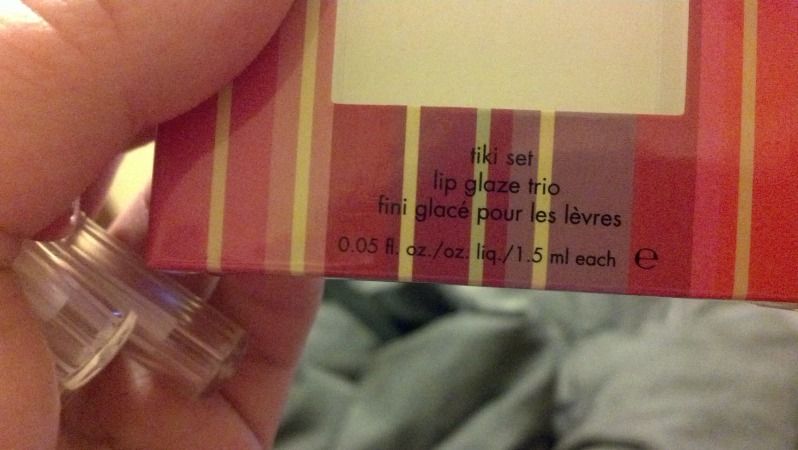 tiki set
lip glaze trio
fini glacé pour les lèvres
0.05 fl. oz./oz. liq./1.5 ml each ℮